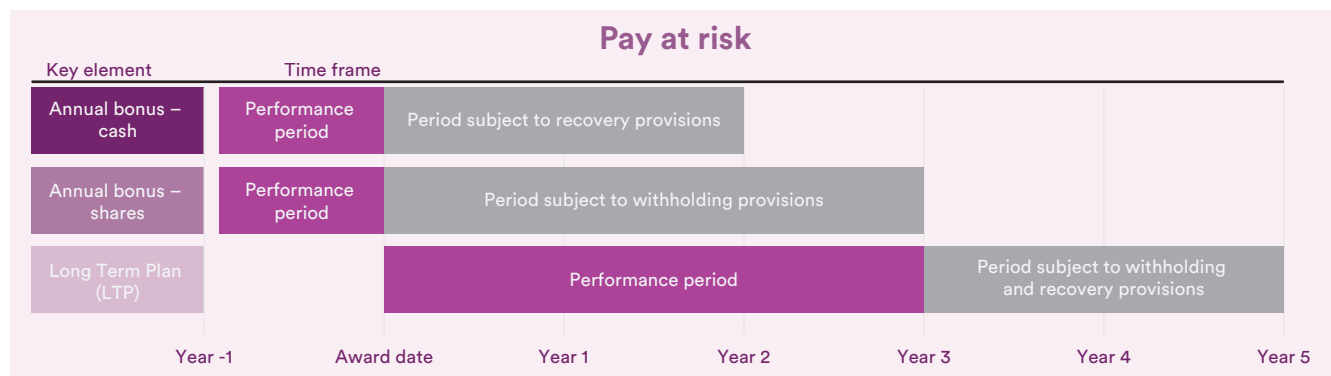 Pay at risk
Key element
Time frame
Annual bonus –
cash
Performance
period
Period subject to recovery provisions
Annual bonus –
shares
Performance
period
Period subject to withholding provisions
Long Term Plan
(LTP)
Performance period
Period subject to withholding
and recovery provisions
Year -1
Award date
Year 1
Year 2
Year 3
Year 4
Year 5